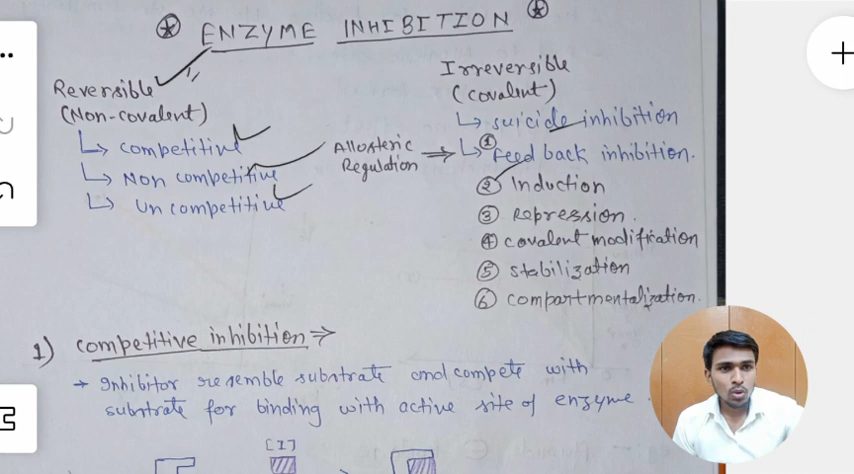 ENZYME INHIBITION
Reversible
(Non-covalent)
↳ competitive
↳ Non competitive
↳ Uncompetitive
Allosteric
Regulation ⇒
Irreversible
(covalent)
↳ suicide inhibition
↳ ① feed back inhibition.
② Induction
③ Repression.
④ covalent modification
⑤ stabilization
⑥ compartmentalization.
1) competitive inhibition ⇒
→ Inhibitor resemble substrate and compete with
substrate for binding with active site of enzyme.
[I]